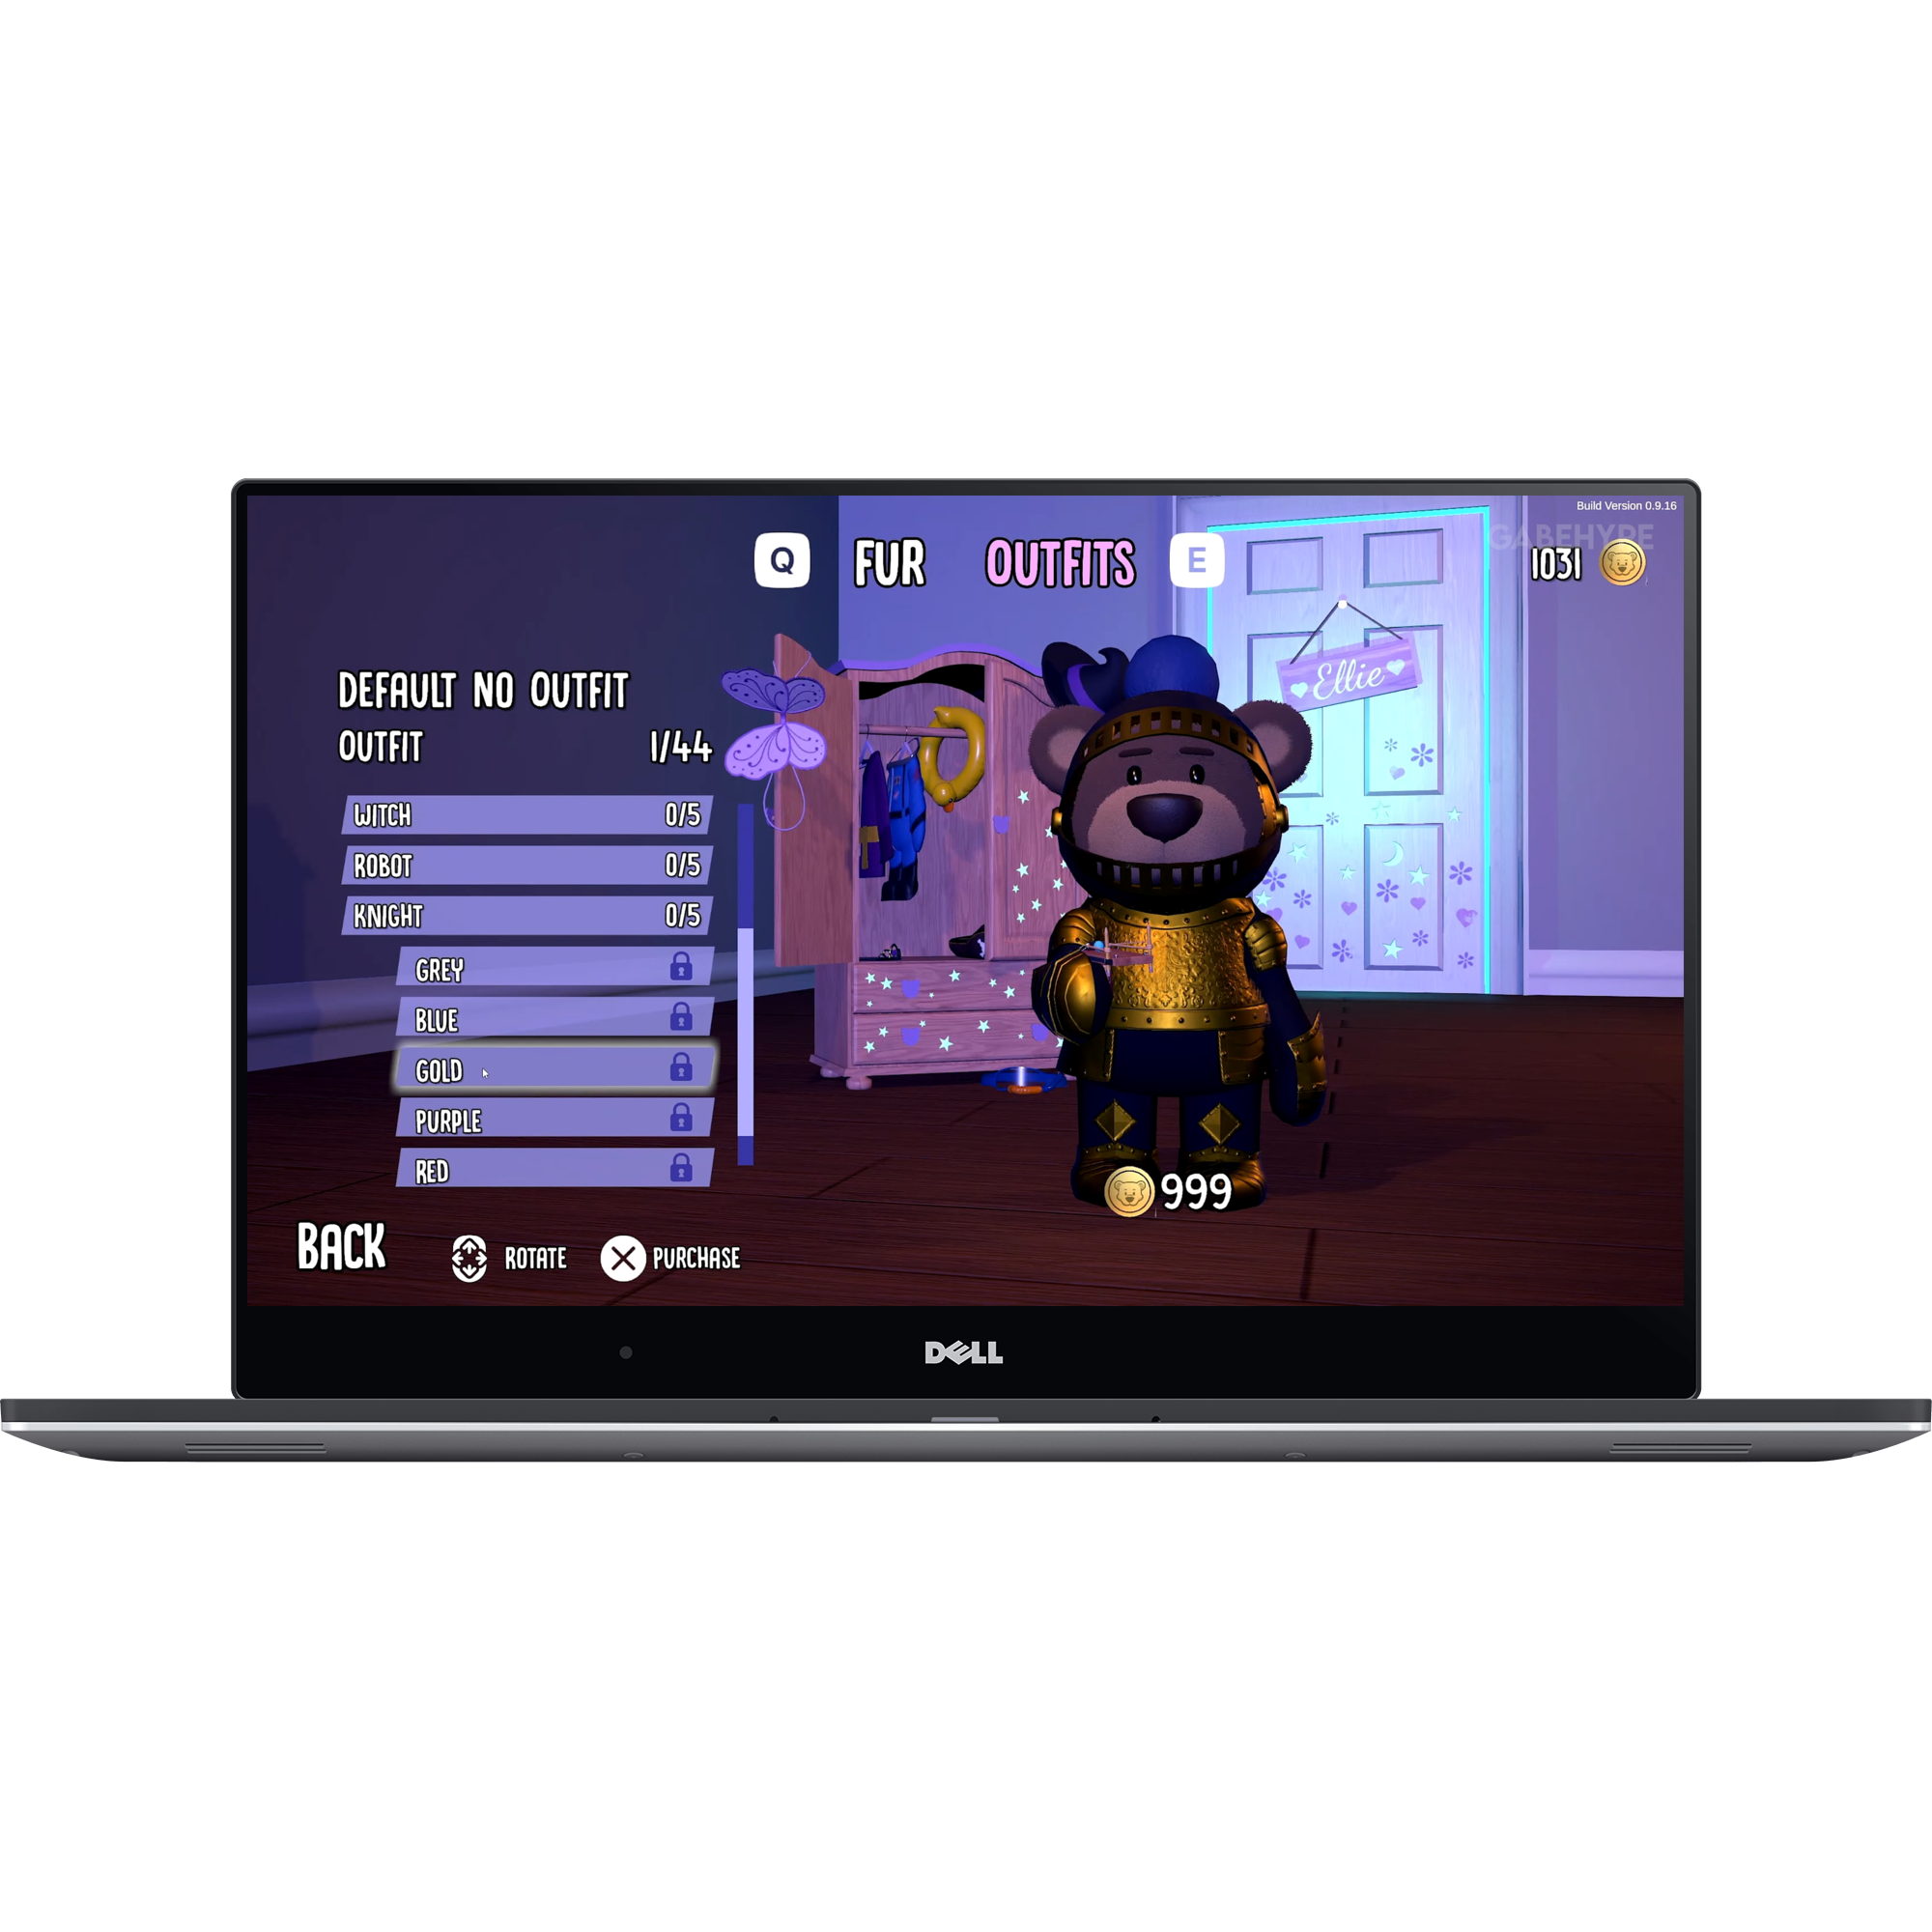 Build Version 0.9.16
GABEHYPE
Q FUR OUTFITS E
1031
Ellie
DEFAULT NO OUTFIT
OUTFIT 1/44
WITCH 0/5
ROBOT 0/5
KNIGHT 0/5
GREY
BLUE
GOLD
PURPLE
RED
999
BACK
ROTATE
PURCHASE
DELL